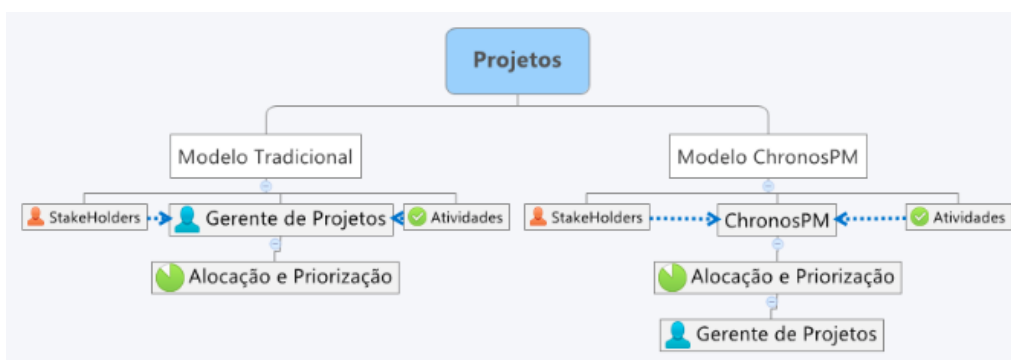 Projetos
Modelo Tradicional
Modelo ChronosPM
StakeHolders
Gerente de Projetos
Atividades
StakeHolders
ChronosPM
Atividades
Alocação e Priorização
Alocação e Priorização
Gerente de Projetos